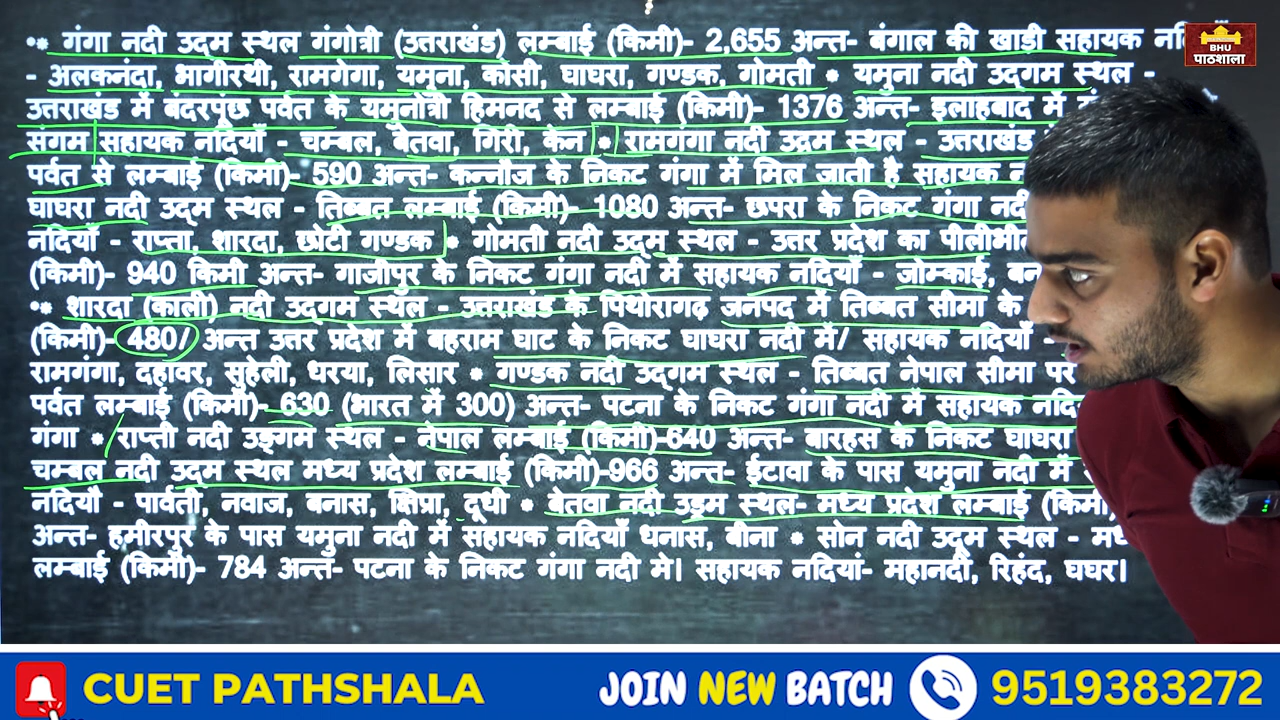 •* गंगा नदी उद्म स्थल गंगोत्री (उत्तराखंड) लम्बाई (किमी)- 2,655 अन्त- बंगाल की खाड़ी सहायक
BHU
पाठशाला
- अलकनंदा, भागीरथी, रामगेगा, यमुना, कोसी, घाघरा, गण्डक, गोमती * यमुना नदी उद्गम स्थल -
उत्तराखंड में बंदरपूंछ पर्वत के यमुनोत्री हिमनद से लम्बाई (किमी)- 1376 अन्त- इलाहबाद में
संगम सहायक नदियाँ - चम्बल, बेतवा, गिरी, केन * रामगंगा नदी उद्म स्थल - उत्तराखंड
पर्वत से लम्बाई (किमी)- 590 अन्त- कन्नौज के निकट गंगा में मिल जाती है सहायक
घाघरा नदी उद्म स्थल - तिब्बत लम्बाई (किमी)- 1080 अन्त- छपरा के निकट गंगा नदी
नदियाँ - राप्ता, शारदा, छोटी गण्डक * गोमती नदी उद्म स्थल - उत्तर प्रदेश का
(किमी)- 940 किमी अन्त- गाजीपुर के निकट गंगा नदी में सहायक नदियाँ - जोम्काई,
•* शारदा (काली) नदी उद्गम स्थल - उत्तराखंड के पिथोरागढ़ जनपद में तिब्बत सीमा के
(किमी)- 480/ अन्त उत्तर प्रदेश में बहराम घाट के निकट घाघरा नदी में/ सहायक नदियाँ -
रामगंगा, दहावर, सुहेली, धरया, लिसार * गण्डक नदी उद्गम स्थल - तिब्बत नेपाल सीमा पर
पर्वत लम्बाई (किमी)- 630 (भारत में 300) अन्त- पटना के निकट गंगा नदी में सहायक
गंगा * राप्ती नदी उङ्गम स्थल - नेपाल लम्बाई (किमी)-640 अन्त- बारहस के निकट घाघरा
चम्बल नदी उद्म स्थल मध्य प्रदेश लम्बाई (किमी)-966 अन्त- ईटावा के पास यमुना नदी में
नदियौ - पार्वती, नवाज, बनास, क्षिप्रा, दूधी * बेतवा नदी उड्म स्थल- मध्य प्रदेश लम्बाई (किमी)
अन्त- हमीरपुर के पास यमुना नदी में सहायक नदियाँ धनास, बीना * सोन नदी उद्म स्थल -
लम्बाई (किमी)- 784 अन्त- पटना के निकट गंगा नदी मे। सहायक नदियां- महानदी, रिहंद, घघर।
CUET PATHSHALA JOIN NEW BATCH 9519383272